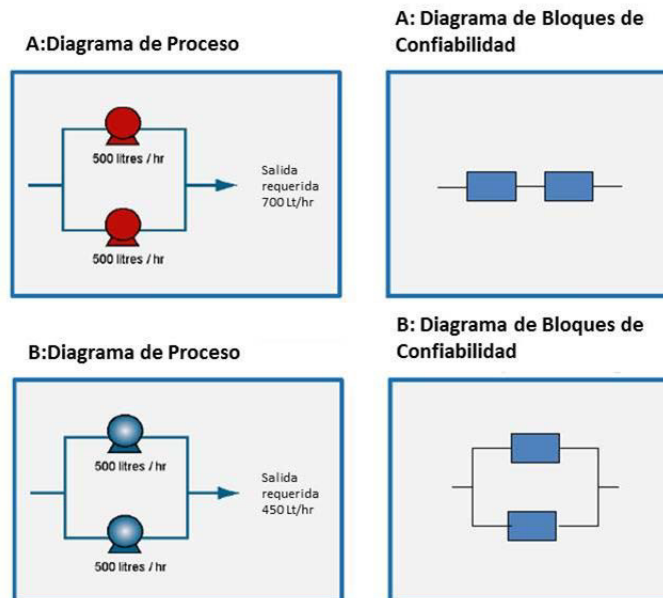 A:Diagrama de Proceso
500 litres / hr
500 litres / hr
Salida
requerida
700 Lt/hr
A: Diagrama de Bloques de
Confiabilidad
B:Diagrama de Proceso
500 litres / hr
500 litres / hr
Salida
requerida
450 Lt/hr
B: Diagrama de Bloques de
Confiabilidad